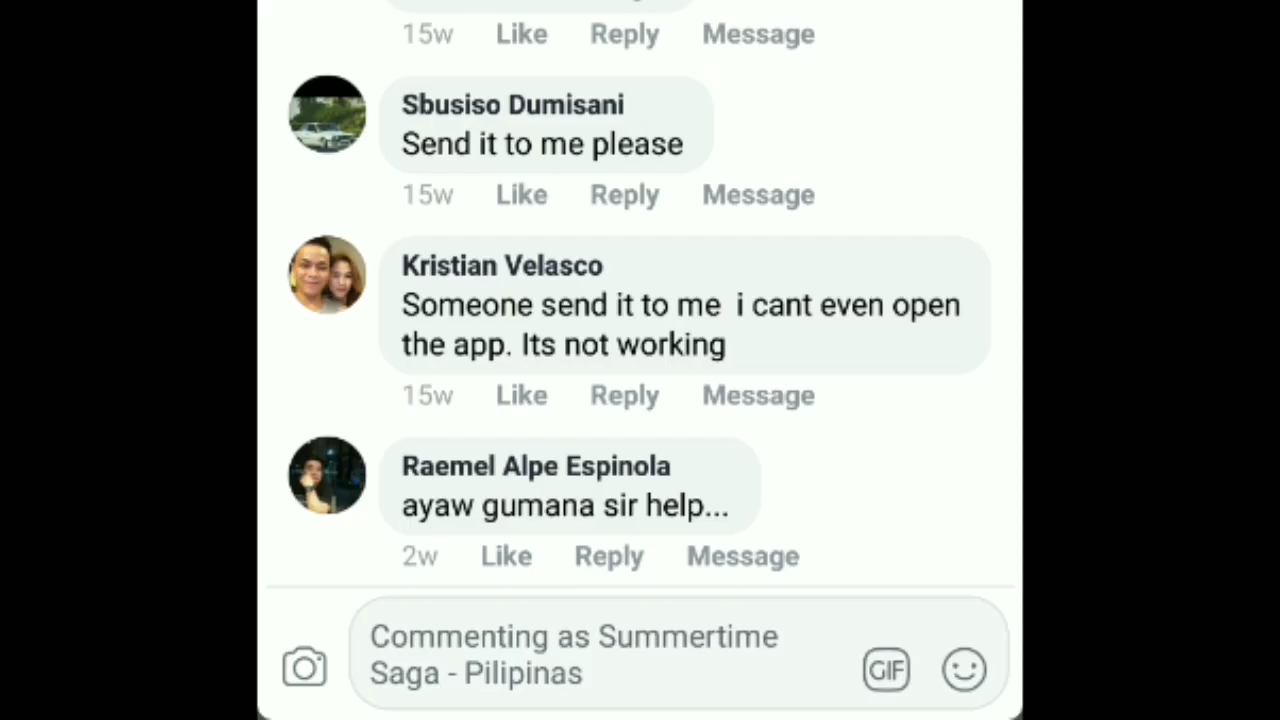 15w Like Reply Message
Sbusiso Dumisani
Send it to me please
15w Like Reply Message
Kristian Velasco
Someone send it to me i cant even open
the app. Its not working
15w Like Reply Message
Raemel Alpe Espinola
ayaw gumana sir help...
2w Like Reply Message
Commenting as Summertime
Saga - Pilipinas
GIF